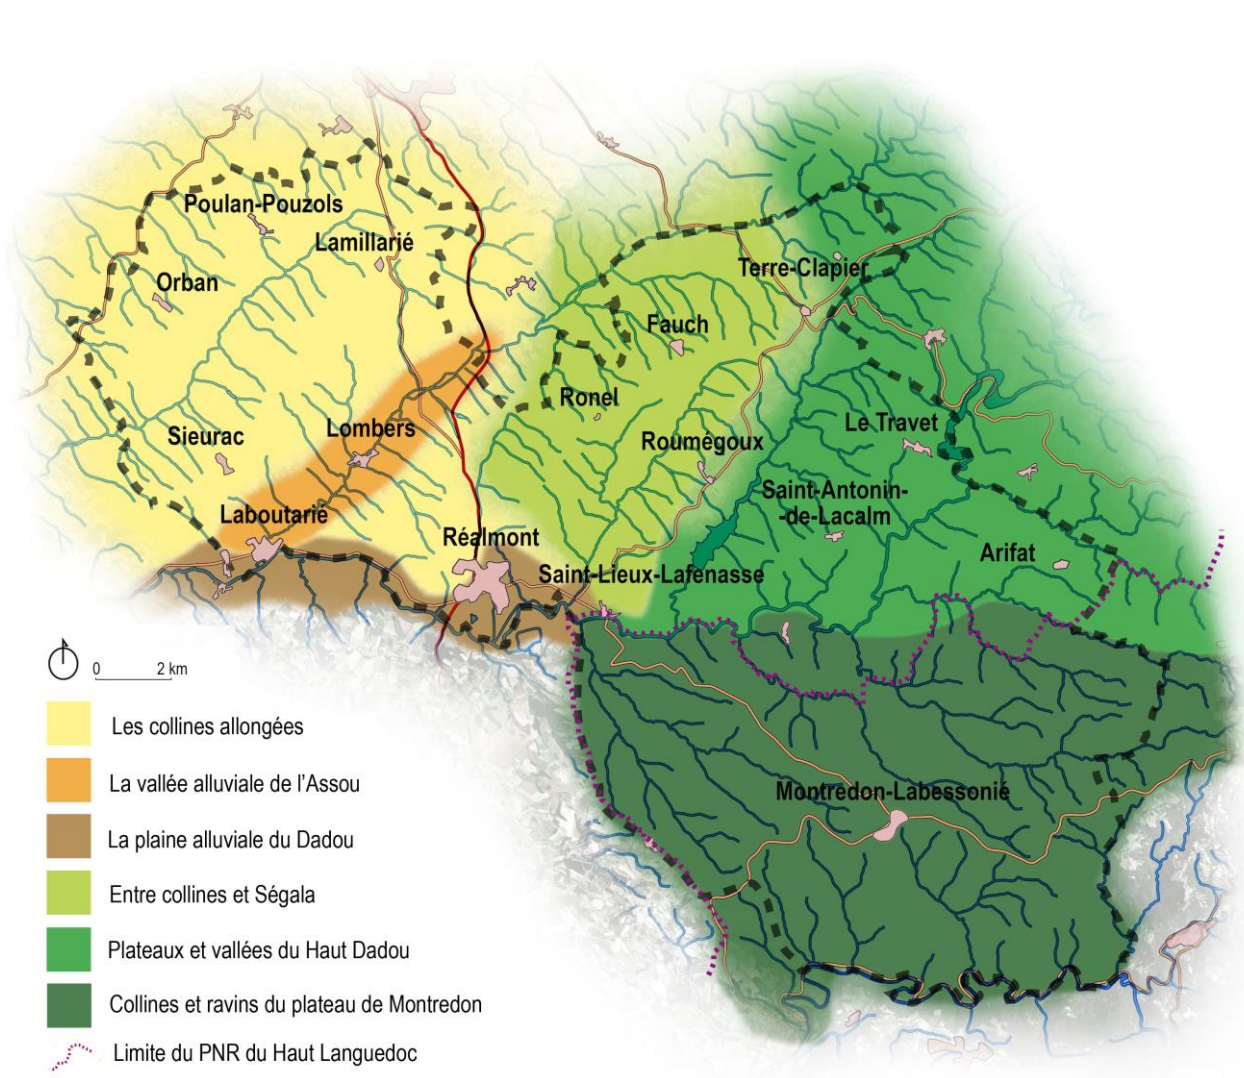 Poulan-Pouzols
Lamillarié
Orban
Terre-Clapier
Fauch
Ronel
Sieurac
Lombers
Roumégoux
Le Travet
Saint-Antonin-
-de-Lacalm
Laboutarié
Réalmont
Arifat
Saint-Lieux-Lafenasse
Montredon-Labessonié
0 2 km
Les collines allongées
La vallée alluviale de l'Assou
La plaine alluviale du Dadou
Entre collines et Ségala
Plateaux et vallées du Haut Dadou
Collines et ravins du plateau de Montredon
Limite du PNR du Haut Languedoc